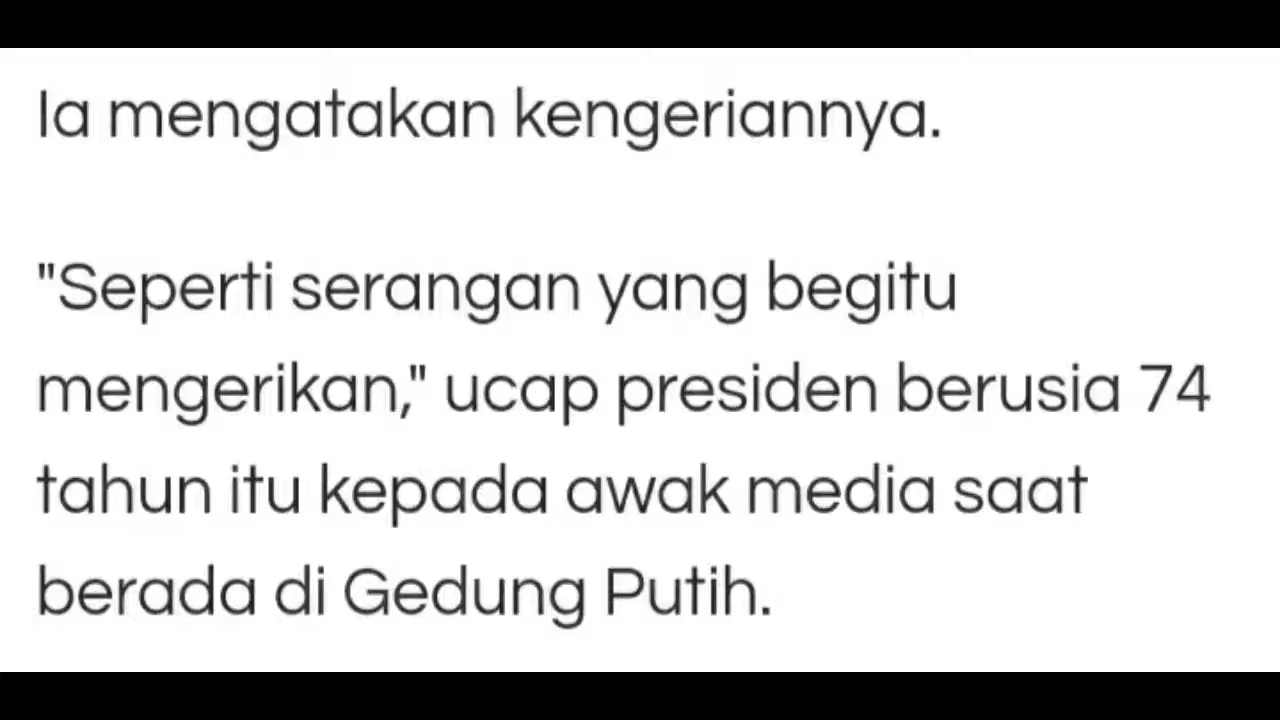 Ia mengatakan kengeriannya.
"Seperti serangan yang begitu
mengerikan," ucap presiden berusia 74
tahun itu kepada awak media saat
berada di Gedung Putih.